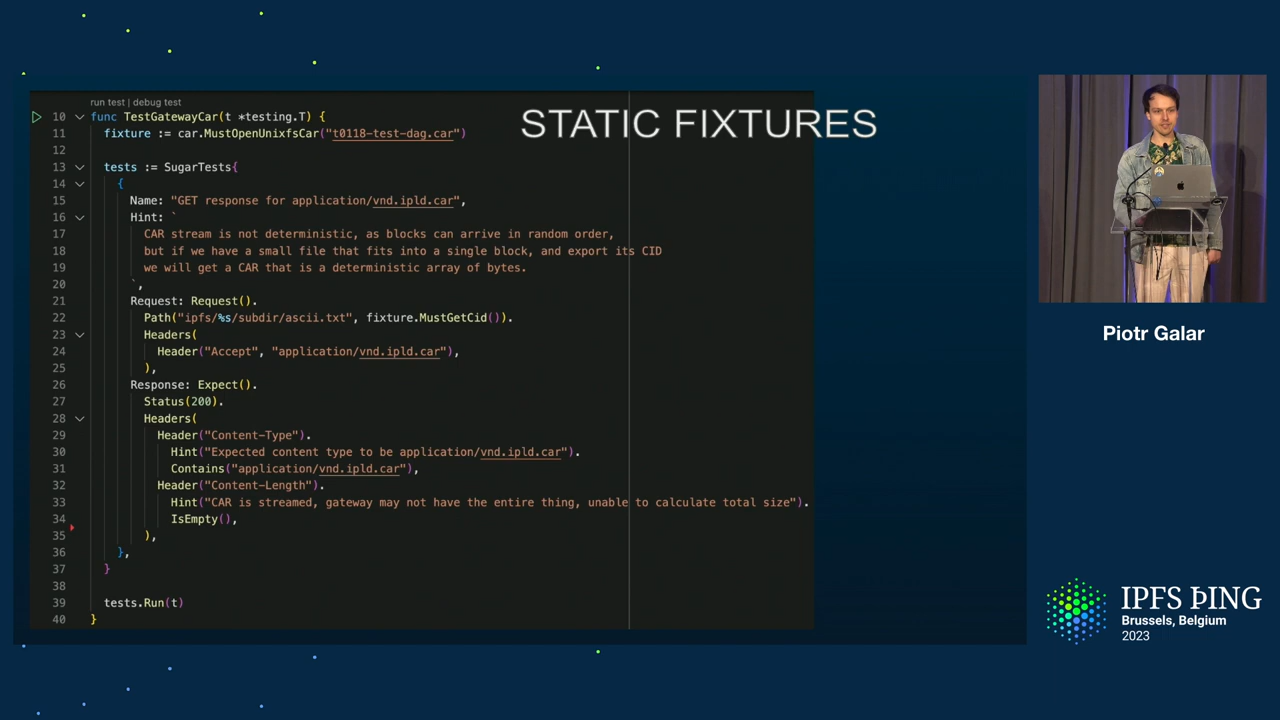 STATIC FIXTURES
run test | debug test
10 func TestGatewayCar(t *testing.T) {
11 fixture := car.MustOpenUnixfsCar("t0118-test-dag.car")
12
13 tests := SugarTests{
14 {
15 Name: "GET response for application/vnd.ipld.car",
16 Hint: `
17 CAR stream is not deterministic, as blocks can arrive in random order,
18 but if we have a small file that fits into a single block, and export its CID
19 we will get a CAR that is a deterministic array of bytes.
20 `,
21 Request: Request().
22 Path("ipfs/%s/subdir/ascii.txt", fixture.MustGetCid()).
23 Headers(
24 Header("Accept", "application/vnd.ipld.car"),
25 ),
26 Response: Expect().
27 Status(200).
28 Headers(
29 Header("Content-Type").
30 Hint("Expected content type to be application/vnd.ipld.car").
31 Contains("application/vnd.ipld.car"),
32 Header("Content-Length").
33 Hint("CAR is streamed, gateway may not have the entire thing, unable to calculate total size").
34 IsEmpty(),
35 ),
36 },
37 }
38
39 tests.Run(t)
40 }
Piotr Galar
IPFS ÞING
Brussels, Belgium
2023